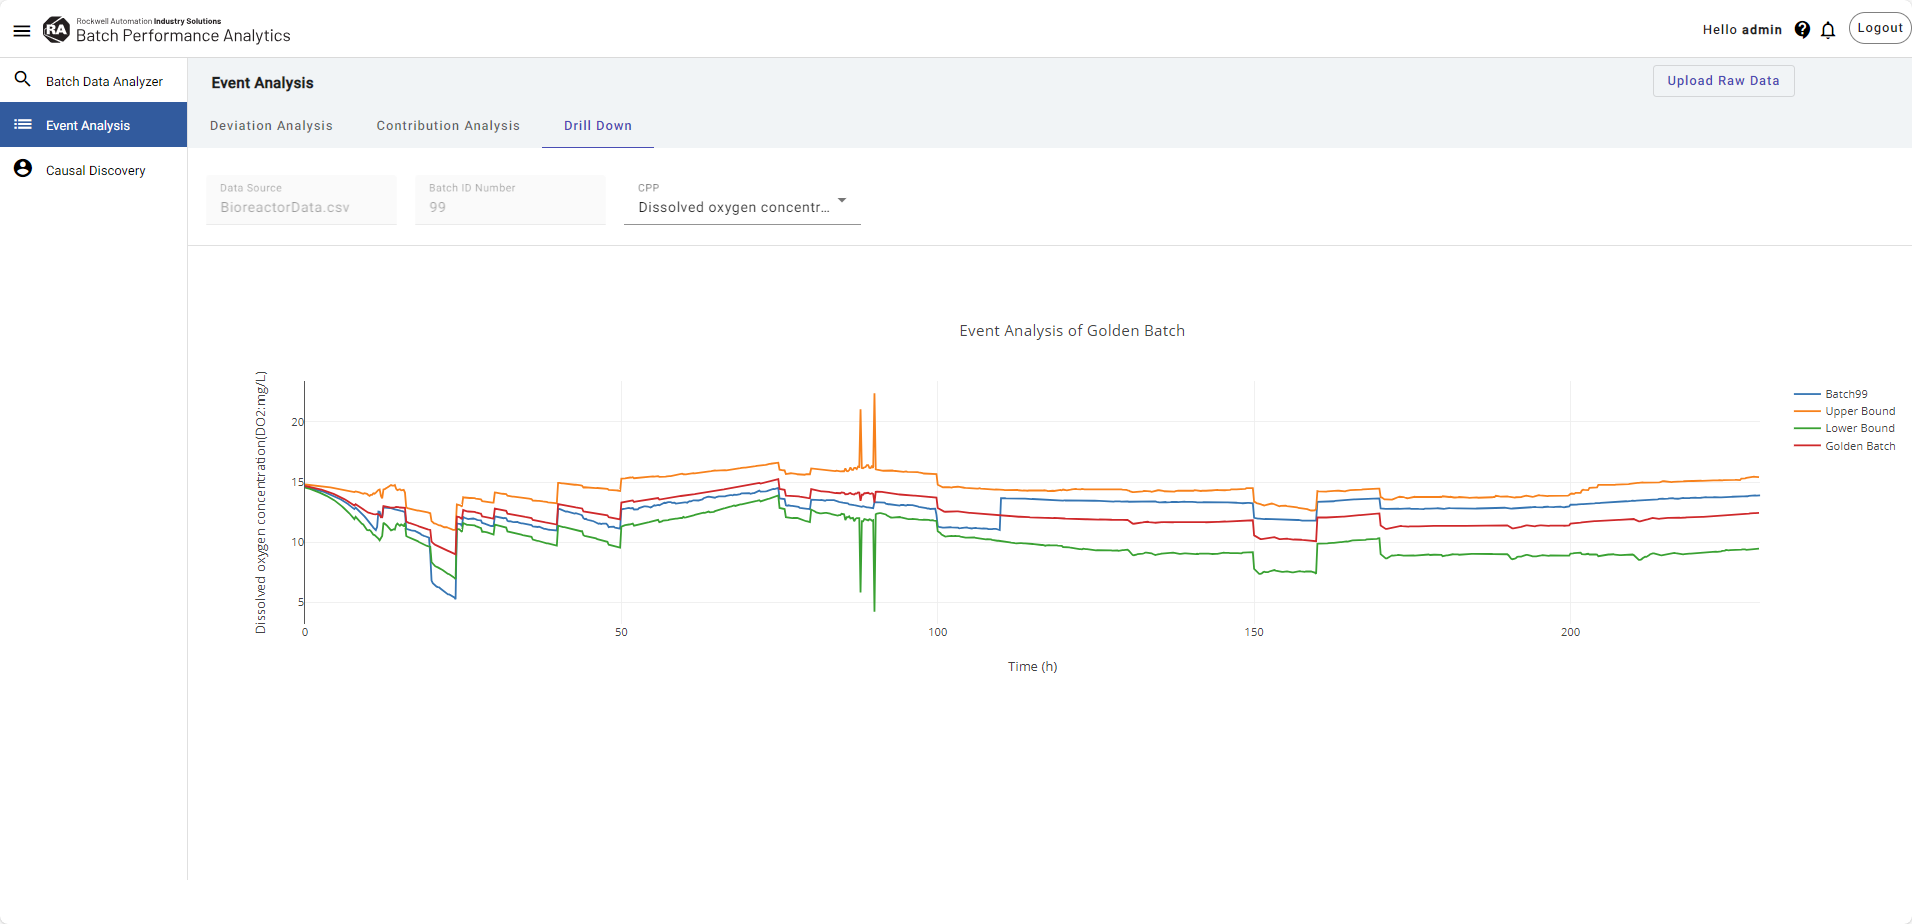 Rockwell Automation Industry Solutions
Batch Performance Analytics
Hello admin
Logout
Batch Data Analyzer
Event Analysis
Causal Discovery
Event Analysis
Upload Raw Data
Deviation Analysis Contribution Analysis Drill Down
Data Source
BioreactorData.csv
Batch ID Number
99
CPP
Dissolved oxygen concentr...
Event Analysis of Golden Batch
Dissolved oxygen concentration(DO2:mg/L)
20
15
10
5
0 50 100 150 200
Time (h)
Batch99
Upper Bound
Lower Bound
Golden Batch
RA